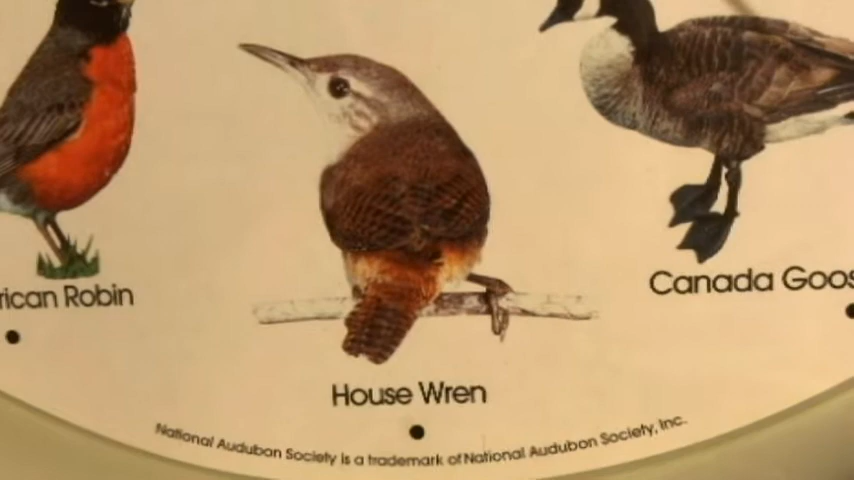 rican Robin
House Wren
Canada Goos
National Audubon Society is a trademark of National Audubon Society, Inc.